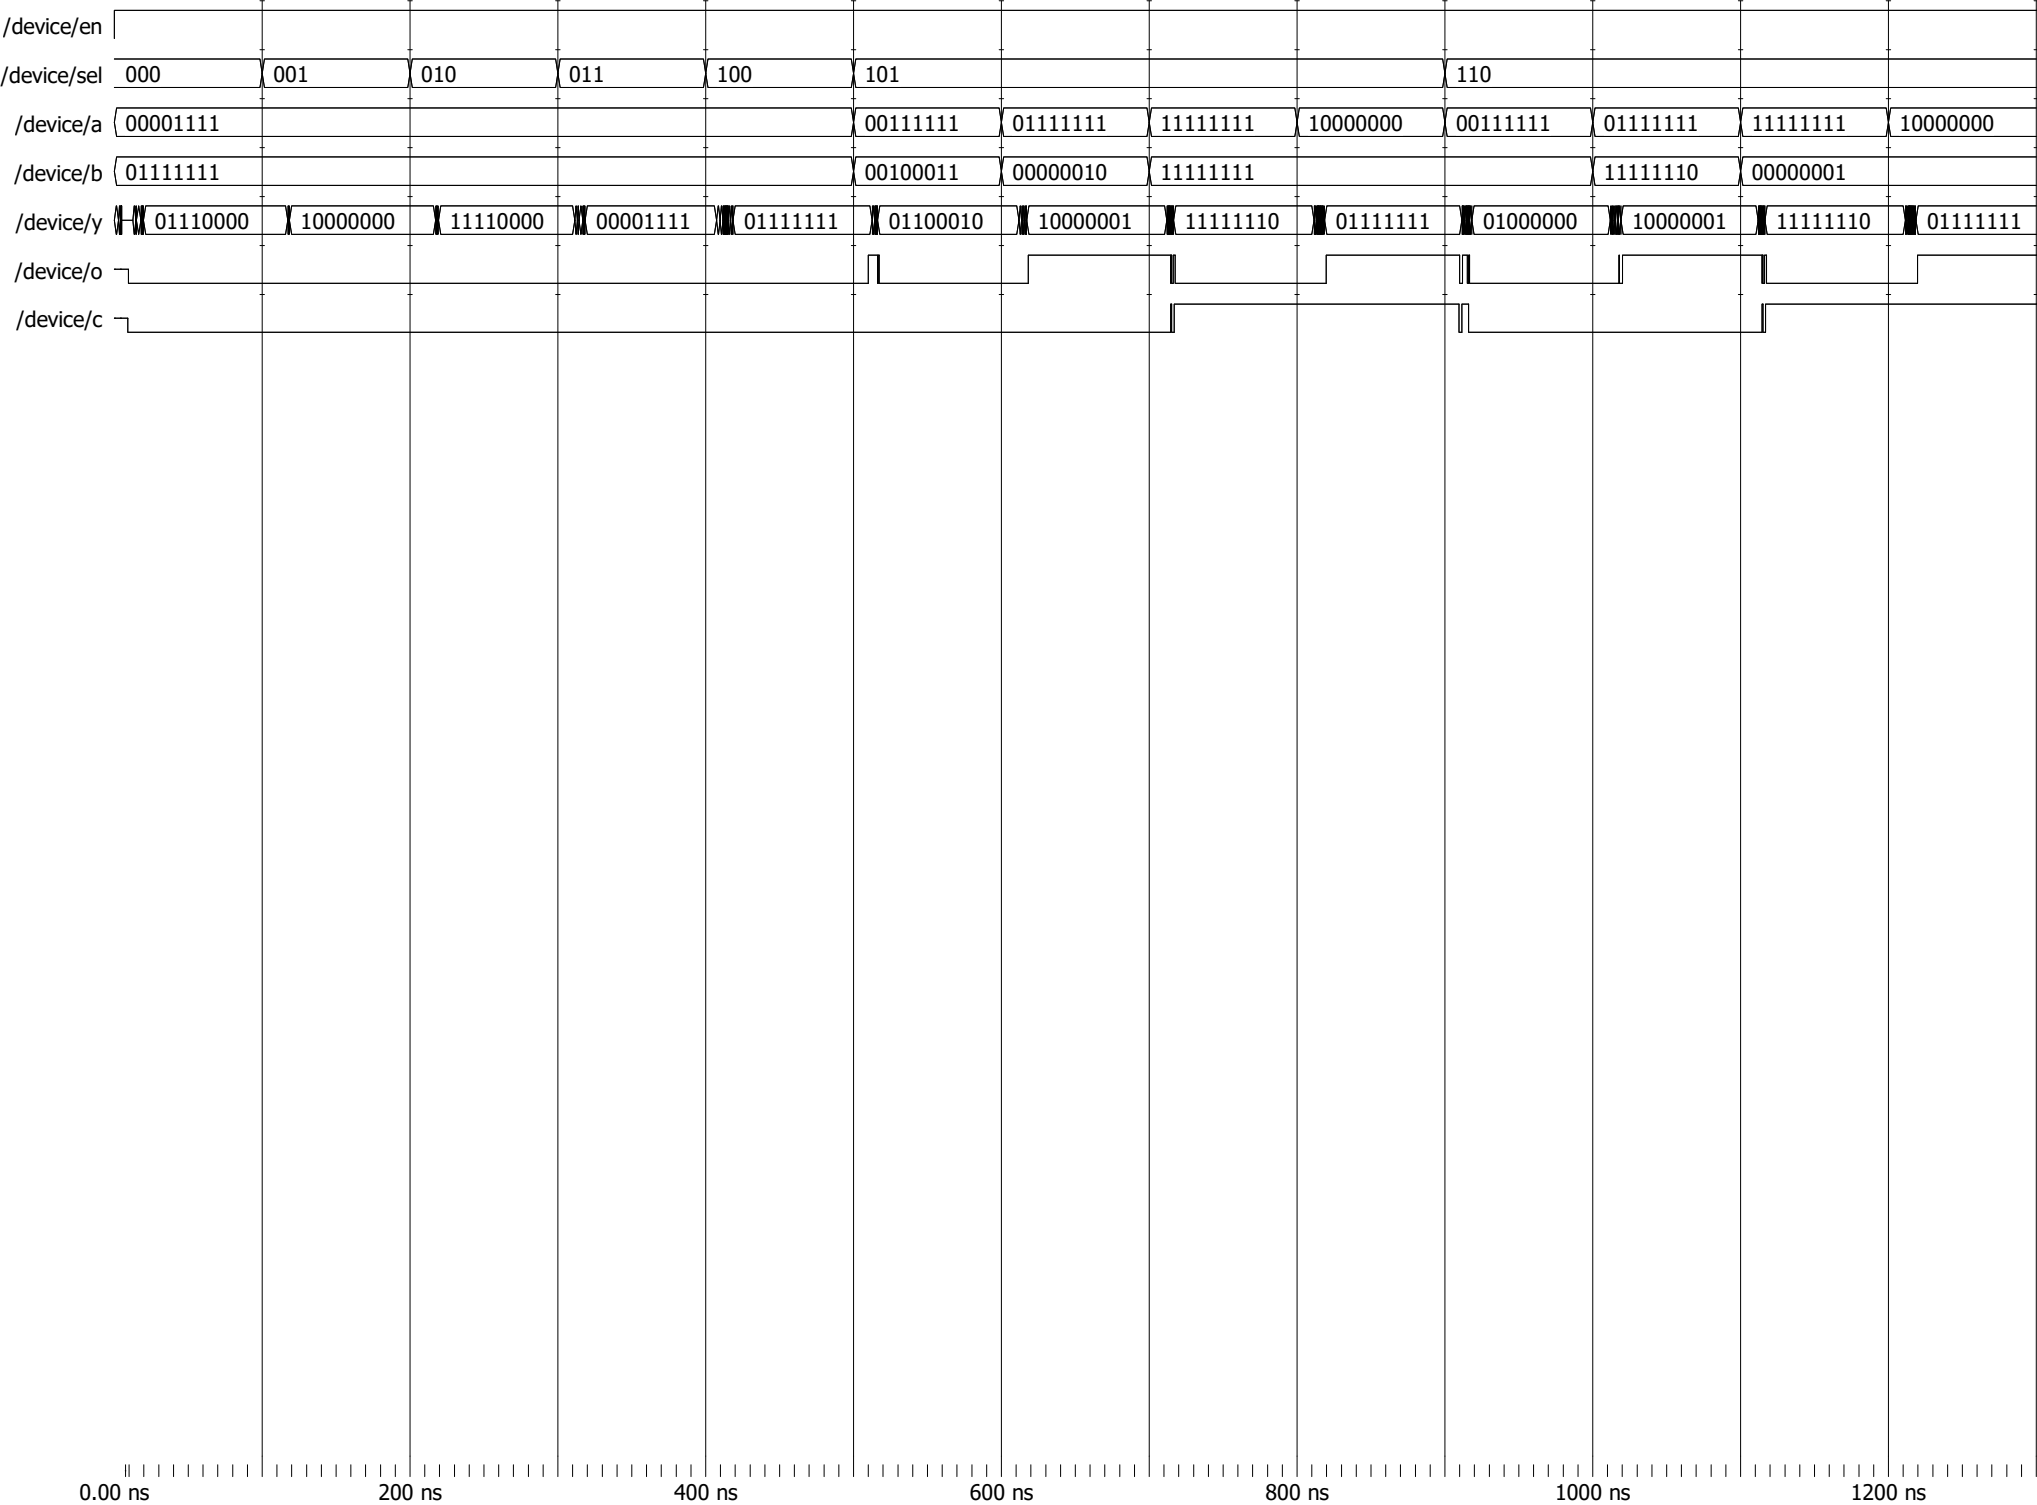 /device/en
/device/sel 000 001 010 011 100 101 110
/device/a 00001111 00111111 01111111 11111111 10000000 00111111 01111111 11111111 10000000
/device/b 01111111 00100011 00000010 11111111 11111110 00000001
/device/y 01110000 10000000 11110000 00001111 01111111 01100010 10000001 11111110 01111111 01000000 10000001 11111110 01111111
/device/o
/device/c
0.00 ns 200 ns 400 ns 600 ns 800 ns 1000 ns 1200 ns